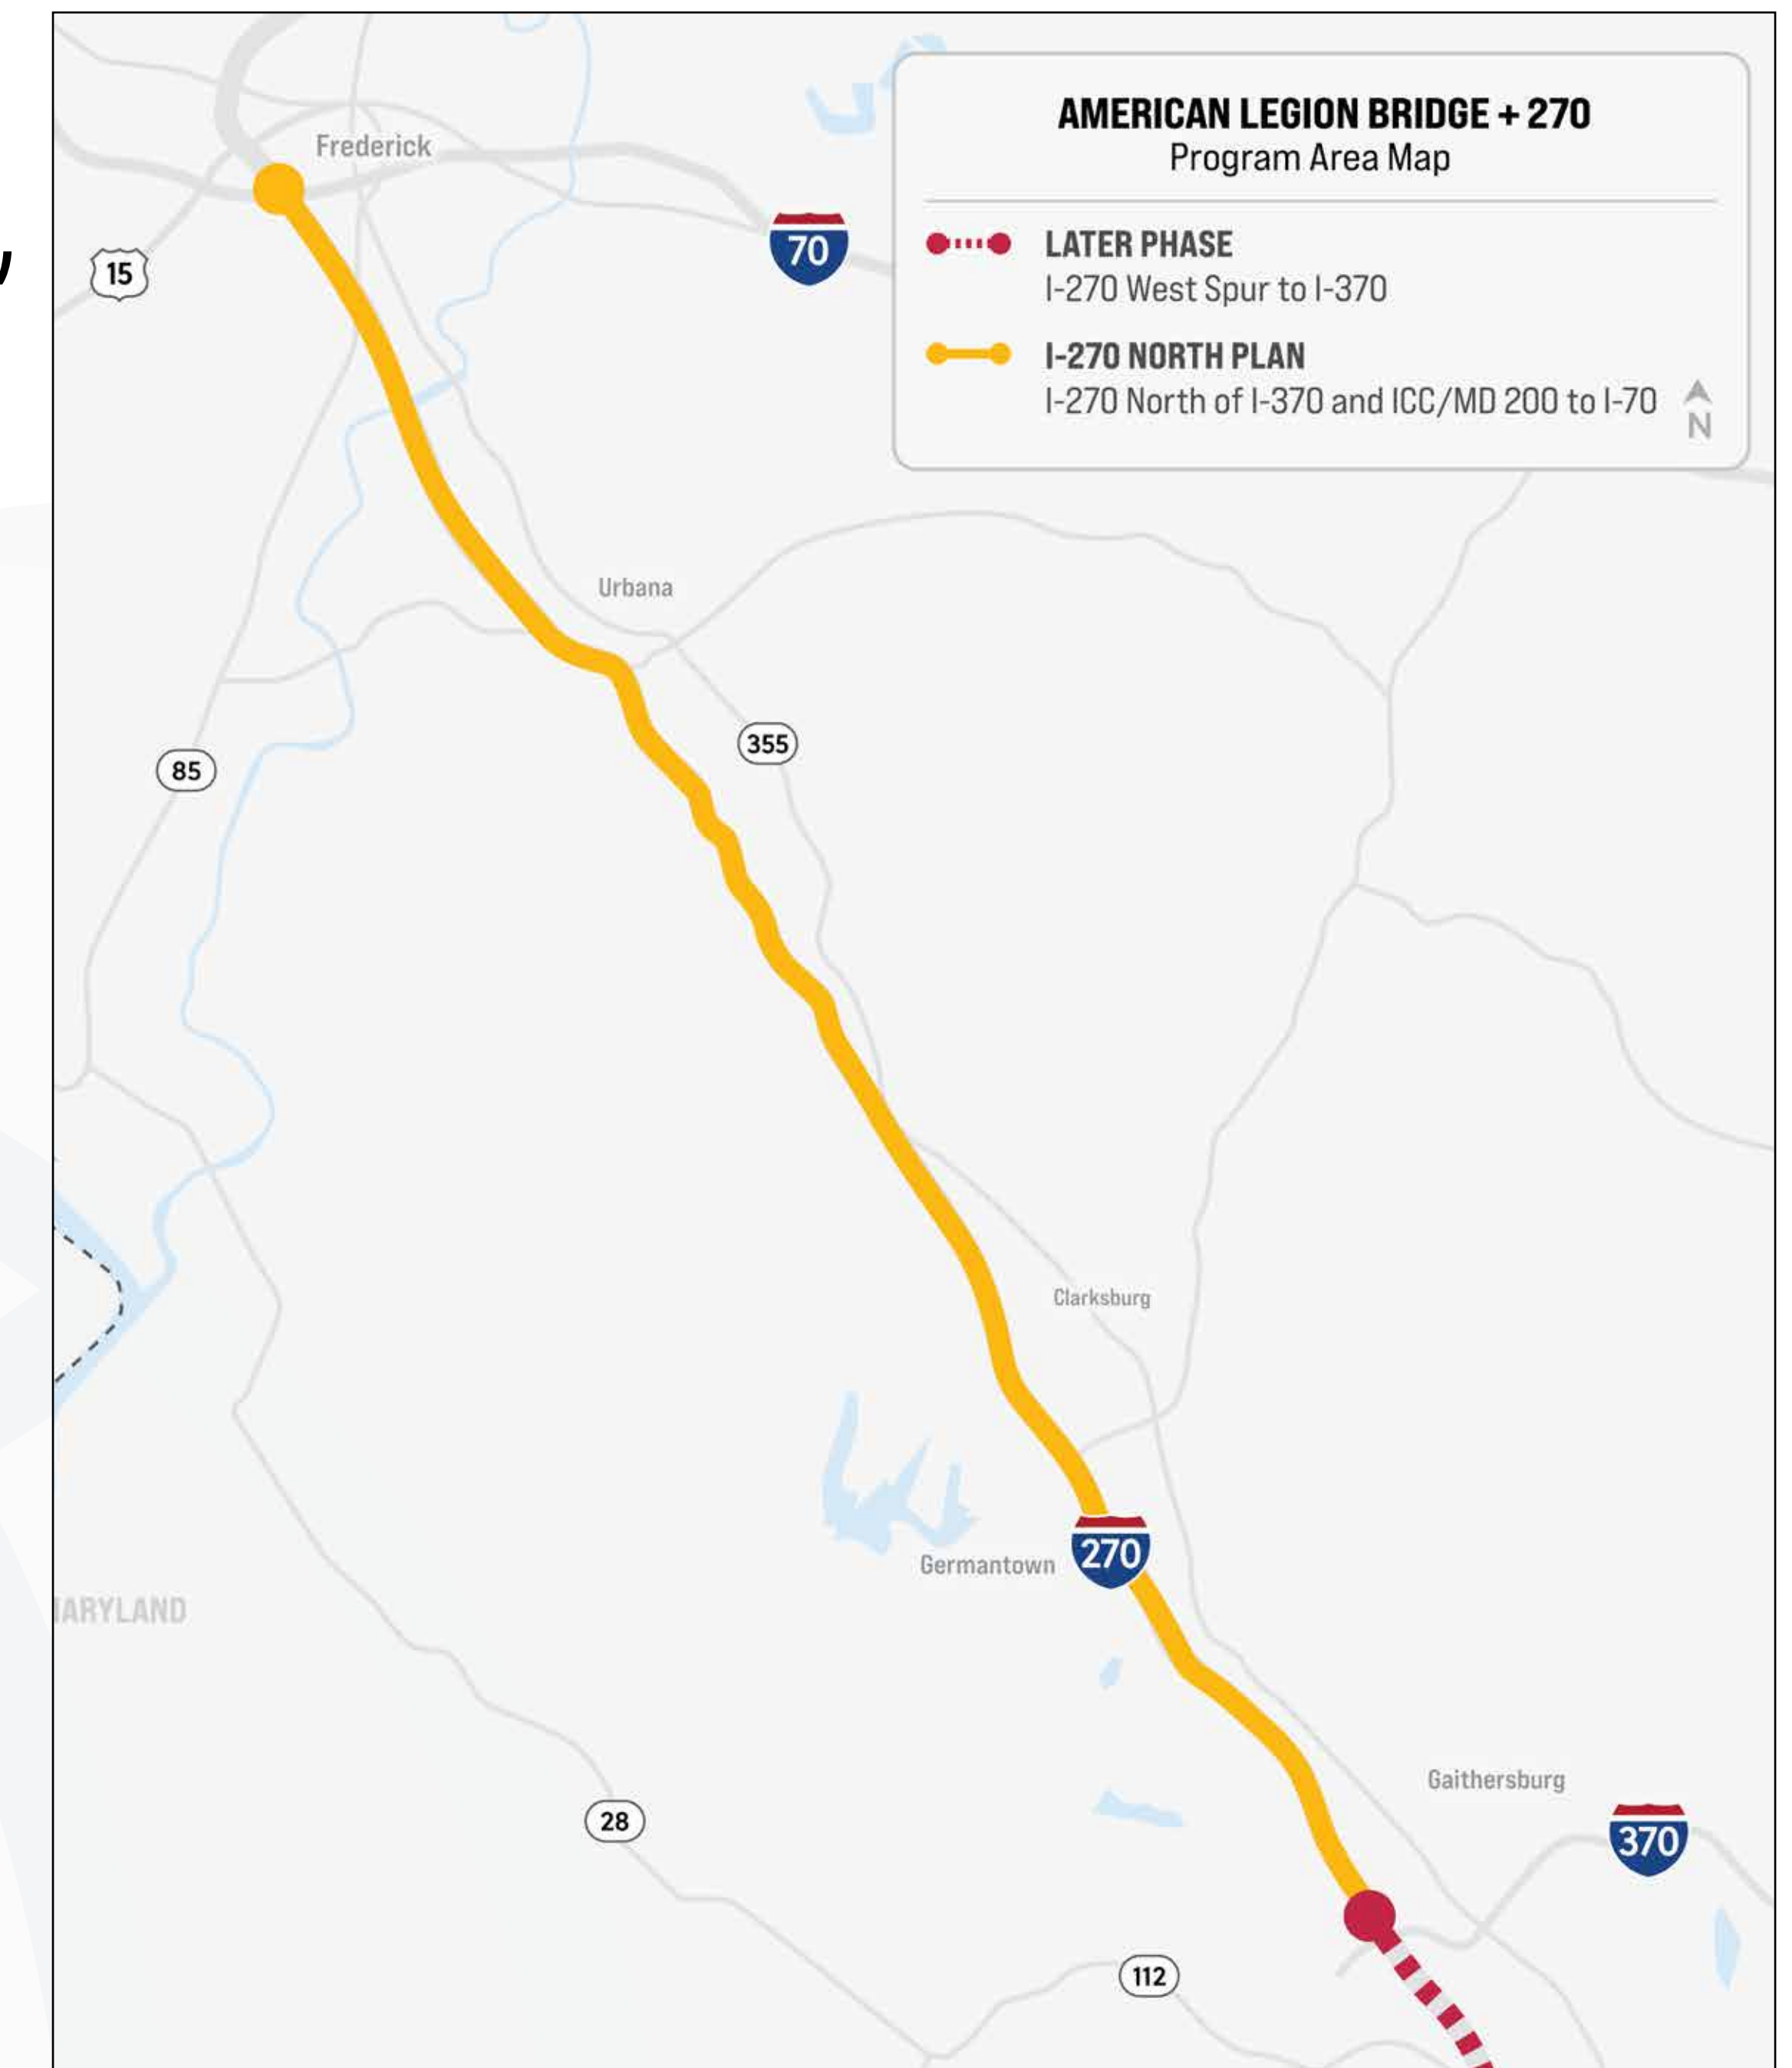 AMERICAN LEGION BRIDGE + 270
Program Area Map
LATER PHASE
I-270 West Spur to I-370
I-270 NORTH PLAN
I-270 North of I-370 and ICC/MD 200 to I-70
N
Frederick
70
15
Urbana
355
85
Clarksburg
270
Germantown
ARYLAND
Gaithersburg
28
370
112